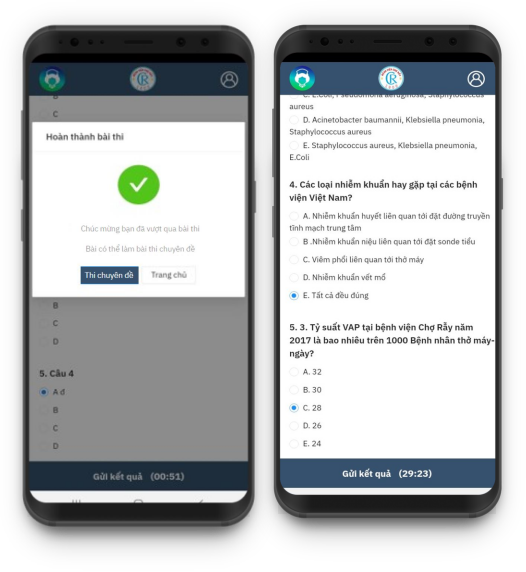 C
Hoàn thành bài thi
Chúc mừng bạn đã vượt qua bài thi
Bài có thể làm bài thi chuyên đề
Thi chuyên đề
Trang chủ
B
C
D
5. Câu 4
A đ
B
C
D
Gửi kết quả (00:51)
C. E.Coli, Pseudomona aeruginosa, Staphylococcus
aureus
D. Acinetobacter baumannii, Klebsiella pneumonia,
Staphylococcus aureus
E. Staphylococcus aureus, Klebsiella pneumonia,
E.Coli
4. Các loại nhiễm khuẩn hay gặp tại các bệnh
viện Việt Nam?
A. Nhiễm khuẩn huyết liên quan tới đặt đường truyền
tĩnh mạch trung tâm
B .Nhiễm khuẩn niệu liên quan tới đặt sonde tiểu
C. Viêm phổi liên quan tới thở máy
D. Nhiễm khuẩn vết mổ
E. Tất cả đều đúng
5. 3. Tỷ suất VAP tại bệnh viện Chợ Rẫy năm
2017 là bao nhiêu trên 1000 Bệnh nhân thở máy-
ngày?
A. 32
B. 30
C. 28
D. 26
E. 24
Gửi kết quả (29:23)